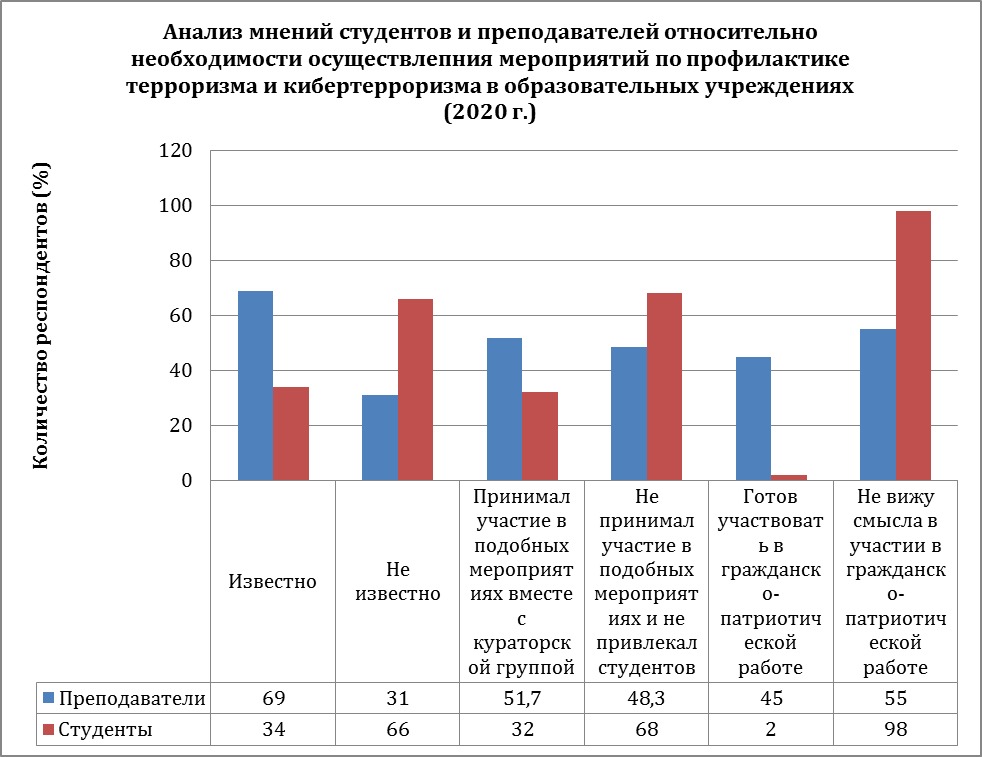 Анализ мнений студентов и преподавателей относительно
необходимости осуществлепния мероприятий по профилактике
терроризма и кибертерроризма в образовательных учреждениях
(2020 г.)
Количество респондентов (%)
120
100
80
60
40
20
0
Известно
Не
известно
Принимал
участие в
подобных
мероприят
иях вместе
с
кураторск
ой группой
Не
принимал
участие в
подобных
мероприят
иях и не
привлекал
студентов
Готов
участвоват
ь в
гражданск
о-
патриотич
еской
работе
Не вижу
смысла в
участии в
гражданск
о-
патриотич
еской
работе
Преподаватели 69 31 51,7 48,3 45 55
Студенты 34 66 32 68 2 98